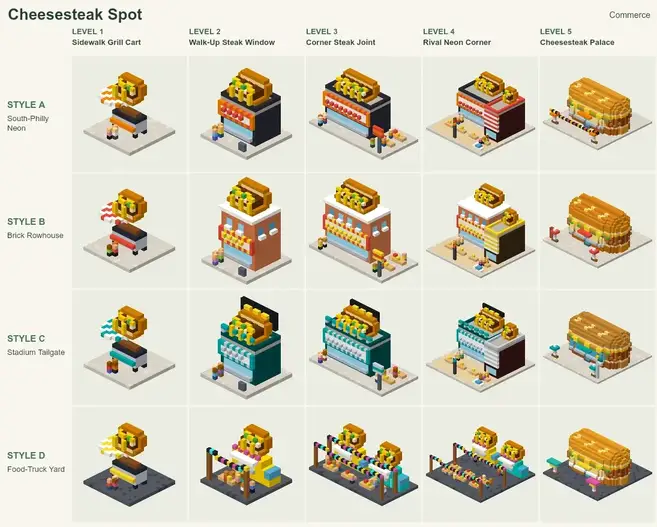 Cheesesteak Spot
Commerce
LEVEL 1
Sidewalk Grill Cart
LEVEL 2
Walk-Up Steak Window
LEVEL 3
Corner Steak Joint
LEVEL 4
Rival Neon Corner
LEVEL 5
Cheesesteak Palace
STYLE A
South-Philly
Neon
STYLE B
Brick Rowhouse
STYLE C
Stadium Tailgate
STYLE D
Food-Truck Yard